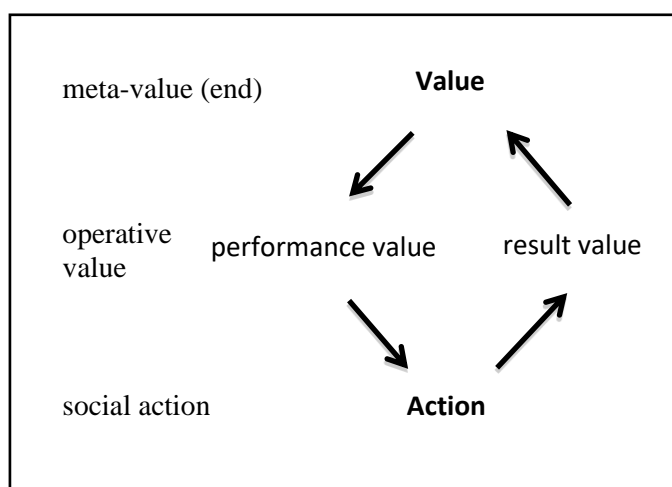 meta-value (end)
Value
operative
value
performance value
result value
social action
Action